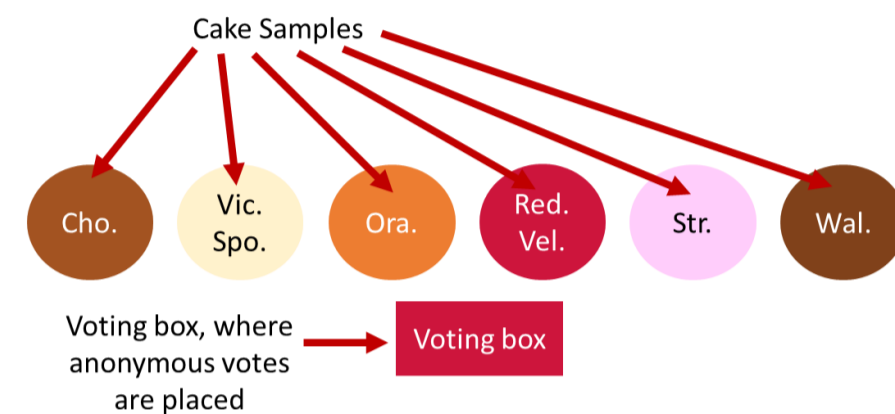 Cake Samples
Cho.
Vic.
Spo.
Ora.
Red.
Vel.
Str.
Wal.
Voting box, where
anonymous votes
are placed
Voting box